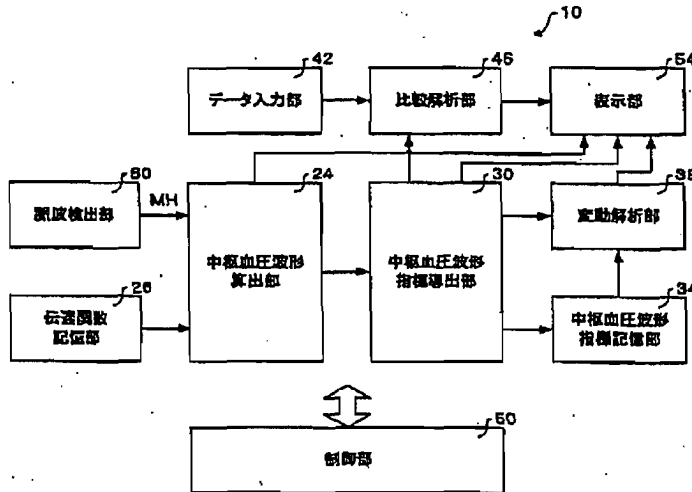 10
42
46
54
データ入力部
比較解析部
表示部
60
24
30
38
脈波検出部
MH
中枢血圧波形
算出部
中枢血圧波形
指標導出部
変動解析部
26
34
伝達関数
記憶部
中枢血圧波形
指標記憶部
50
制御部